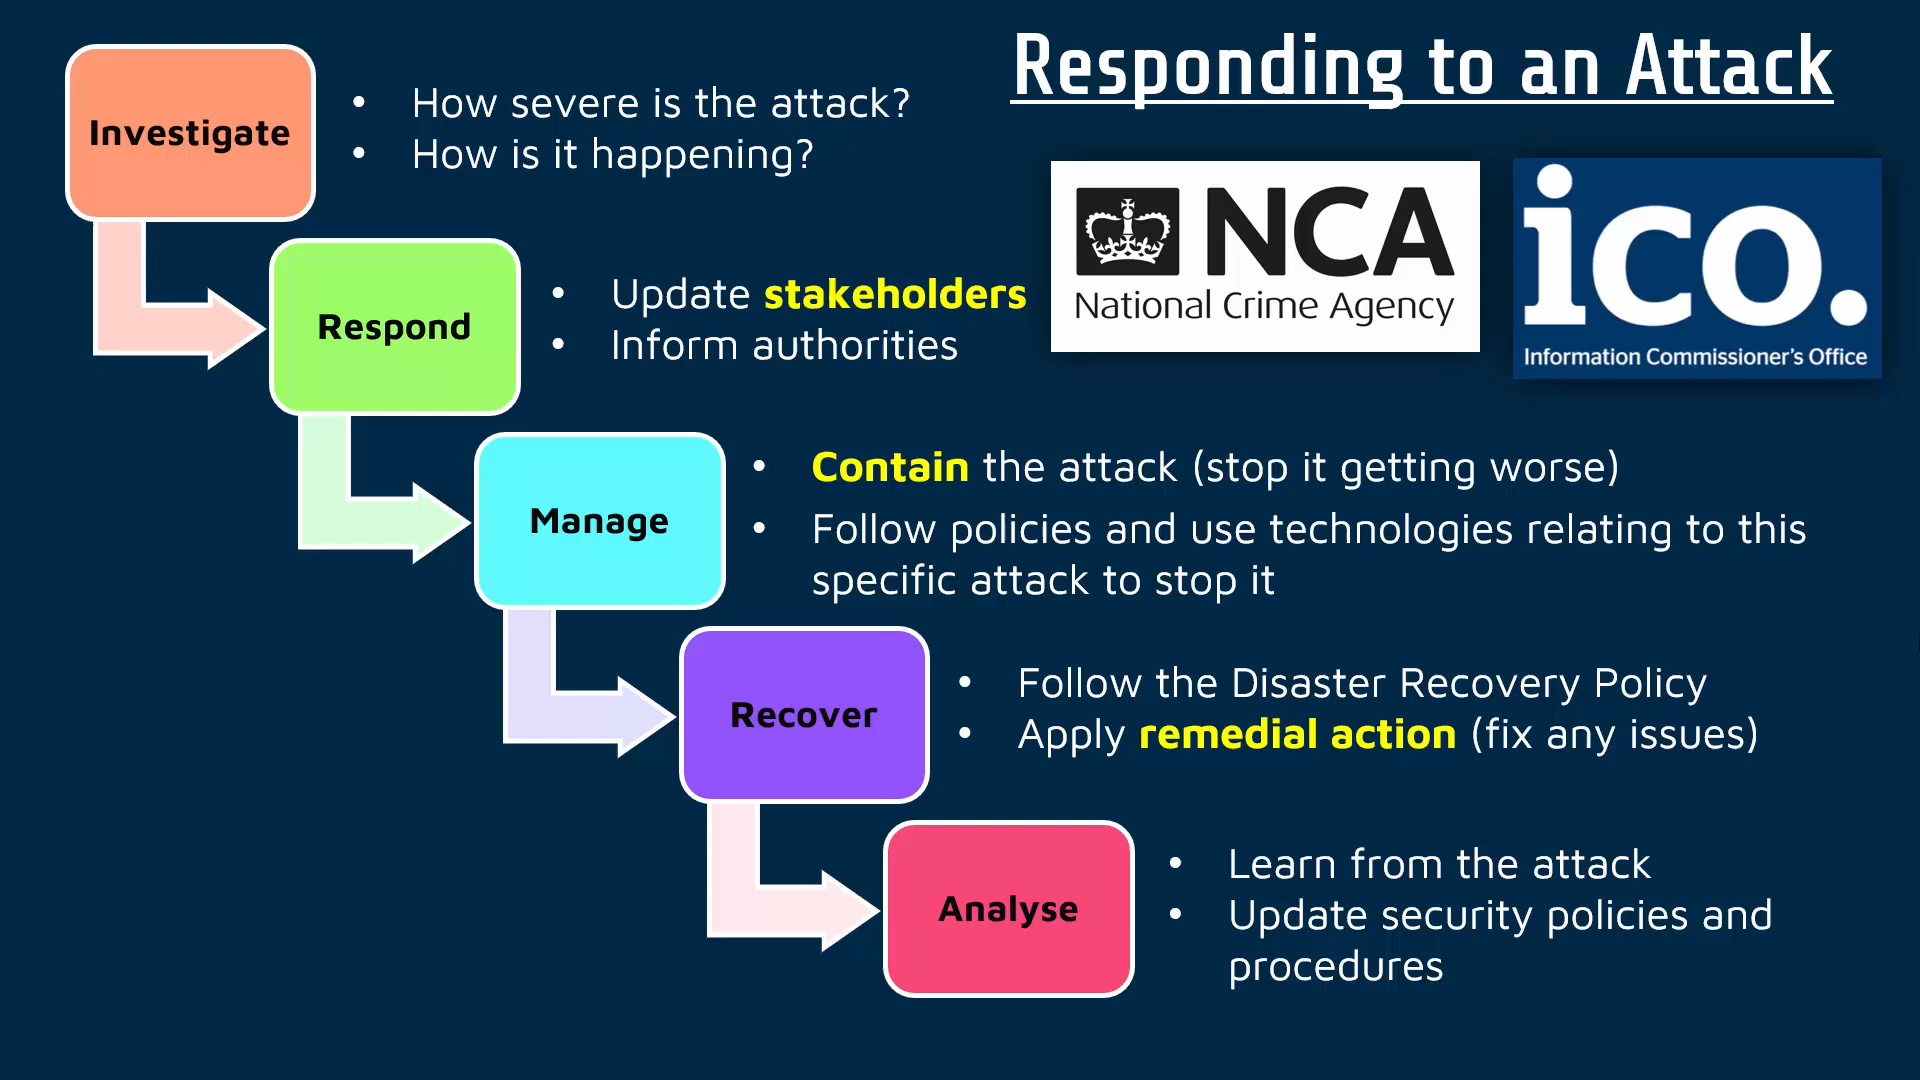 Responding to an Attack
Investigate
• How severe is the attack?
• How is it happening?
NCA
National Crime Agency
ico.
Information Commissioner's Office
Respond
• Update stakeholders
• Inform authorities
Manage
• Contain the attack (stop it getting worse)
• Follow policies and use technologies relating to this
specific attack to stop it
Recover
• Follow the Disaster Recovery Policy
• Apply remedial action (fix any issues)
Analyse
• Learn from the attack
• Update security policies and
procedures